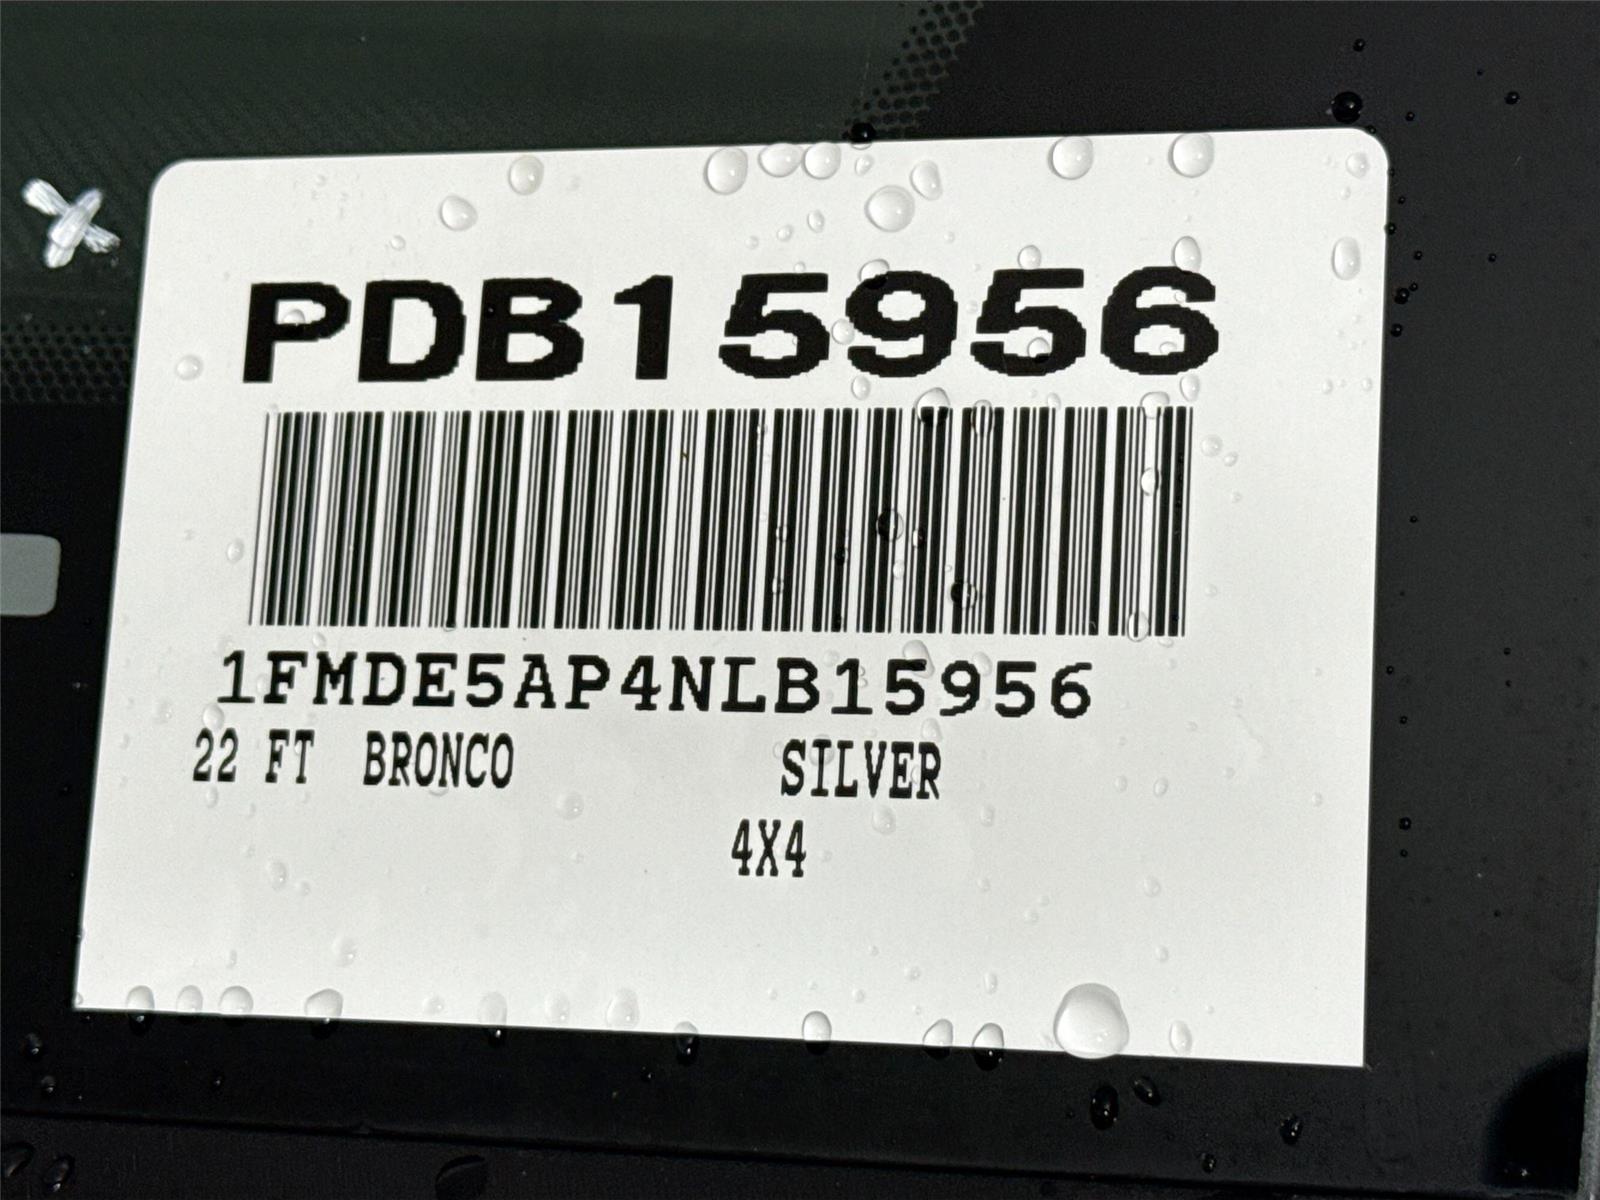 PDB15956
1FMDE5AP4NLB15956
22 FT BRONCO SILVER
4X4